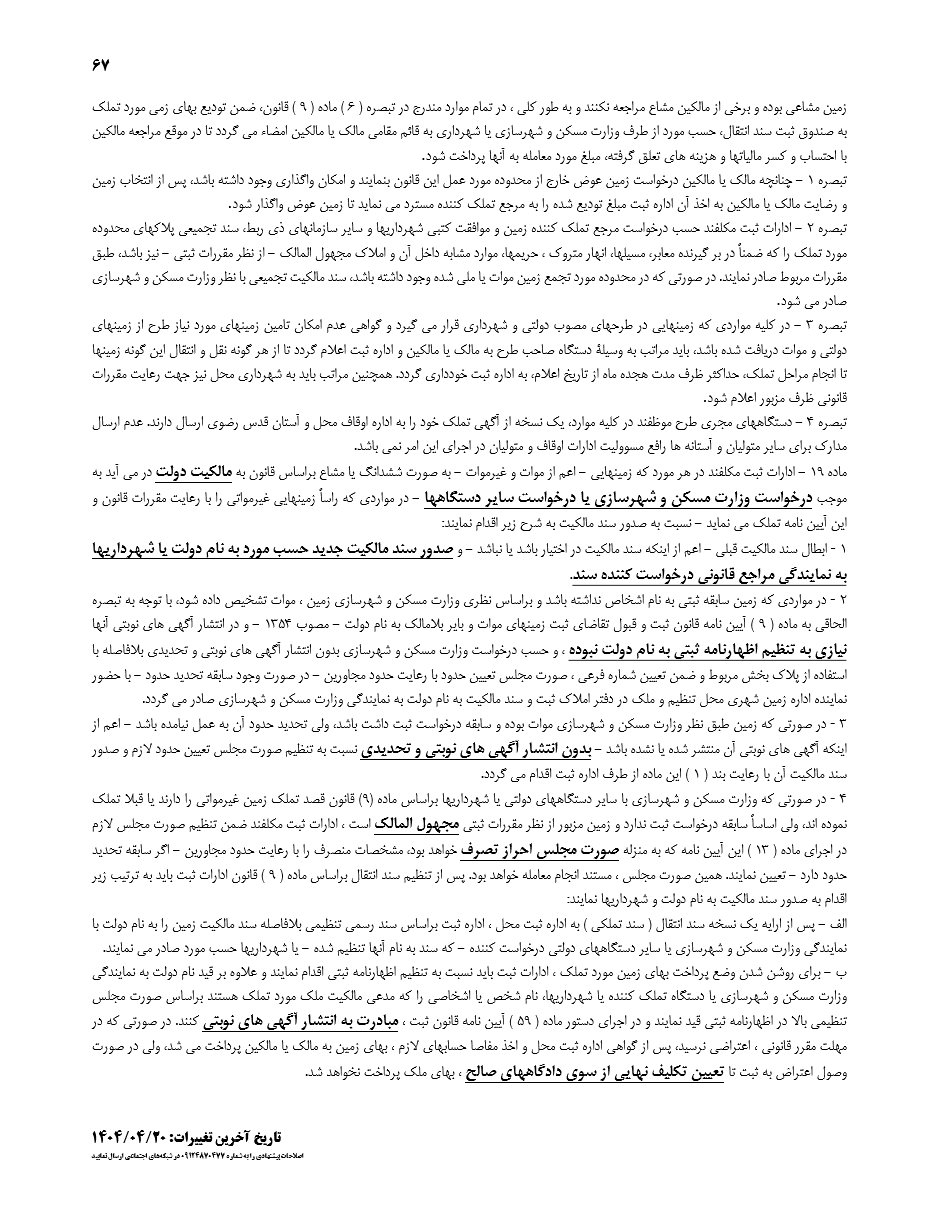 ۶۷
زمین مشاعی بوده و برخی از مالکین مشاع مراجعه نکنند و به طور کلی ، در تمام موارد مندرج در تبصره ( ۶ ) ماده ( ۹ ) قانون، ضمن تودیع بهای زمی مورد تملک
به صندوق ثبت سند انتقال، حسب مورد از طرف وزارت مسکن و شهرسازی یا شهرداری به قائم مقامی مالک یا مالکین امضاء می گردد تا در موقع مراجعه مالکین
با احتساب و کسر مالیاتها و هزینه های تعلق گرفته، مبلغ مورد معامله به آنها پرداخت شود.
تبصره ۱ – چنانچه مالک یا مالکین درخواست زمین عوض خارج از محدوده مورد عمل این قانون بنمایند و امکان واگذاری وجود داشته باشد، پس از انتخاب زمین
و رضایت مالک یا مالکین به اخذ آن اداره ثبت مبلغ تودیع شده را به مرجع تملک کننده مسترد می نماید تا زمین عوض واگذار شود.
تبصره ۲ – ادارات ثبت مکلفند حسب درخواست مرجع تملک کننده زمین و موافقت کتبی شهرداریها و سایر سازمانهای ذی ربط، سند تجمیعی پلاکهای محدوده
مورد تملک را که ضمناً در بر گیرنده معابر، مسیلها، انهار متروک ، حریمها، موارد مشابه داخل آن و املاک مجهول المالک – از نظر مقررات ثبتی – نیز باشد، طبق
مقررات مربوط صادر نمایند. در صورتی که در محدوده مورد تجمع زمین موات یا ملی شده وجود داشته باشد، سند مالکیت تجمیعی با نظر وزارت مسکن و شهرسازی
صادر می شود.
تبصره ۳ – در کلیه مواردی که زمینهایی در طرحهای مصوب دولتی و شهرداری قرار می گیرد و گواهی عدم امکان تامین زمینهای مورد نیاز طرح از زمینهای
دولتی و موات دریافت شده باشد، باید مراتب به وسیلهٔ دستگاه صاحب طرح به مالک یا مالکین و اداره ثبت اعلام گردد تا از هر گونه نقل و انتقال این گونه زمینها
تا انجام مراحل تملک، حداکثر ظرف مدت هجده ماه از تاریخ اعلام، به اداره ثبت خودداری گردد. همچنین مراتب باید به شهرداری محل نیز جهت رعایت مقررات
قانونی ظرف مزبور اعلام شود.
تبصره ۴ – دستگاههای مجری طرح موظفند در کلیه موارد، یک نسخه از آگهی تملک خود را به اداره اوقاف محل و آستان قدس رضوی ارسال دارند. عدم ارسال
مدارک برای سایر متولیان و آستانه ها رافع مسوولیت ادارات اوقاف و متولیان در اجرای این امر نمی باشد.
ماده ۱۹ – ادارات ثبت مکلفند در هر مورد که زمینهایی – اعم از موات و غیرموات – به صورت ششدانگ یا مشاع براساس قانون به مالکیت دولت در می آید به
موجب درخواست وزارت مسکن و شهرسازی یا درخواست سایر دستگاهها – در مواردی که راساً زمینهایی غیرمواتی را با رعایت مقررات قانون و
این آیین نامه تملک می نماید – نسبت به صدور سند مالکیت به شرح زیر اقدام نمایند:
۱ - ابطال سند مالکیت قبلی – اعم از اینکه سند مالکیت در اختیار باشد یا نباشد – و صدور سند مالکیت جدید حسب مورد به نام دولت یا شهرداریها
به نمایندگی مراجع قانونی درخواست کننده سند.
۲ - در مواردی که زمین سابقه ثبتی به نام اشخاص نداشته باشد و براساس نظری وزارت مسکن و شهرسازی زمین ، موات تشخیص داده شود، با توجه به تبصره
الحاقی به ماده ( ۹ ) آیین نامه قانون ثبت و قبول تقاضای ثبت زمینهای موات و بایر بلامالک به نام دولت – مصوب ۱۳۵۴ – و در انتشار آگهی های نوبتی آنها
نیازی به تنظیم اظهارنامه ثبتی به نام دولت نبوده ، و حسب درخواست وزارت مسکن و شهرسازی بدون انتشار آگهی های نوبتی و تحدیدی بلافاصله با
استفاده از پلاک بخش مربوط و ضمن تعیین شماره فرعی ، صورت مجلس تعیین حدود با رعایت حدود مجاورین – در صورت وجود سابقه تحدید حدود – با حضور
نماینده اداره زمین شهری محل تنظیم و ملک در دفتر املاک ثبت و سند مالکیت به نام دولت به نمایندگی وزارت مسکن و شهرسازی صادر می گردد.
۳ - در صورتی که زمین طبق نظر وزارت مسکن و شهرسازی موات بوده و سابقه درخواست ثبت داشت باشد، ولی تحدید حدود آن به عمل نیامده باشد – اعم از
اینکه آگهی های نوبتی آن منتشر شده یا نشده باشد – بدون انتشار آگهی های نوبتی و تحدیدی نسبت به تنظیم صورت مجلس تعیین حدود لازم و صدور
سند مالکیت آن با رعایت بند ( ۱ ) این ماده از طرف اداره ثبت اقدام می گردد.
۴ - در صورتی که وزارت مسکن و شهرسازی با سایر دستگاههای دولتی یا شهرداریها براساس ماده (۹) قانون قصد تملک زمین غیرمواتی را دارند یا قبلا تملک
نموده اند، ولی اساساً سابقه درخواست ثبت ندارد و زمین مزبور از نظر مقررات ثبتی مجهول المالک است ، ادارات ثبت مکلفند ضمن تنظیم صورت مجلس لازم
در اجرای ماده ( ۱۳ ) این آیین نامه که به منزله صورت مجلس احراز تصرف خواهد بود، مشخصات منصرف را با رعایت حدود مجاورین – اگر سابقه تحدید
حدود دارد – تعیین نمایند. همین صورت مجلس ، مستند انجام معامله خواهد بود. پس از تنظیم سند انتقال براساس ماده ( ۹ ) قانون ادارات ثبت باید به ترتیب زیر
اقدام به صدور سند مالکیت به نام دولت و شهرداریها نمایند:
الف – پس از ارایه یک نسخه سند انتقال ( سند تملکی ) به اداره ثبت محل ، اداره ثبت براساس سند رسمی تنظیمی بلافاصله سند مالکیت زمین را به نام دولت با
نمایندگی وزارت مسکن و شهرسازی یا سایر دستگاههای دولتی درخواست کننده – که سند به نام آنها تنظیم شده – یا شهرداریها حسب مورد صادر می نمایند.
ب – برای روشن شدن وضع پرداخت بهای زمین مورد تملک ، ادارات ثبت باید نسبت به تنظیم اظهارنامه ثبتی اقدام نمایند و علاوه بر قید نام دولت به نمایندگی
وزارت مسکن و شهرسازی یا دستگاه تملک کننده یا شهرداریها، نام شخص یا اشخاصی را که مدعی مالکیت ملک مورد تملک هستند براساس صورت مجلس
تنظیمی بالا در اظهارنامه ثبتی قید نمایند و در اجرای دستور ماده ( ۵۹ ) آیین نامه قانون ثبت ، مبادرت به انتشار آگهی های نوبتی کنند. در صورتی که در
مهلت مقرر قانونی ، اعتراضی نرسید، پس از گواهی اداره ثبت محل و اخذ مفاصا حسابهای لازم ، بهای زمین به مالک یا مالکین پرداخت می شد، ولی در صورت
وصول اعتراض به ثبت تا تعیین تکلیف نهایی از سوی دادگاههای صالح ، بهای ملک پرداخت نخواهد شد.
تاریخ آخرین تغییرات: ۱۴۰۴/۰۴/۲۰
اصلاحات پیشنهادی را به شماره ۰۹۱۲۴۸۷۰۴۷۷ در شبکه‌های اجتماعی ارسال نمایید